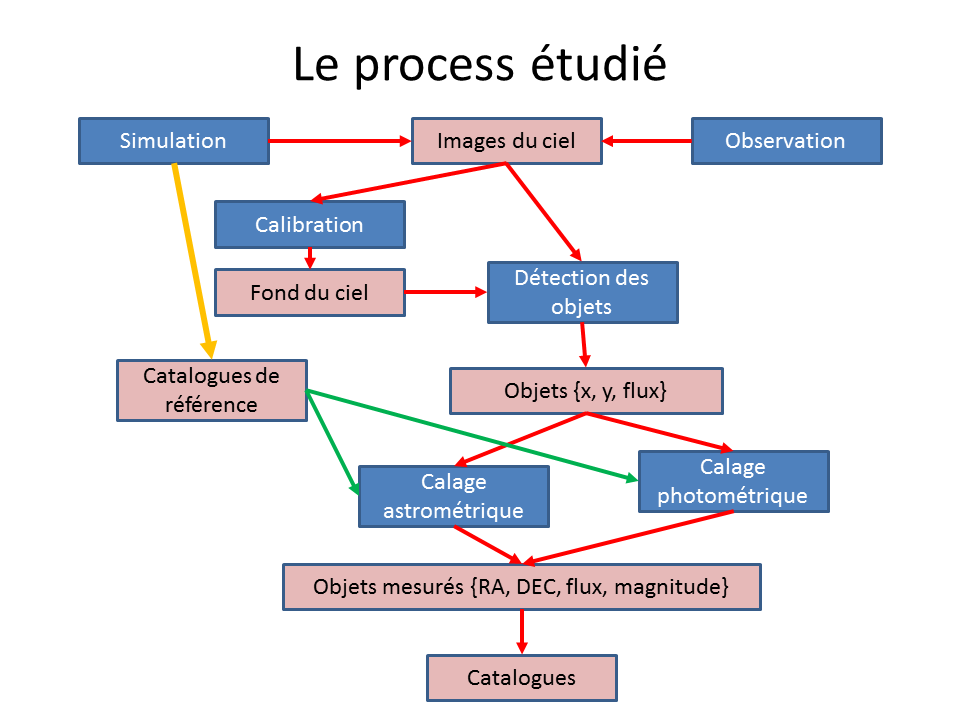 Le process étudié
Simulation
Images du ciel
Observation
Calibration
Fond du ciel
Détection des
objets
Catalogues de
référence
Objets {x, y, flux}
Calage
astrométrique
Calage
photométrique
Objets mesurés {RA, DEC, flux, magnitude}
Catalogues